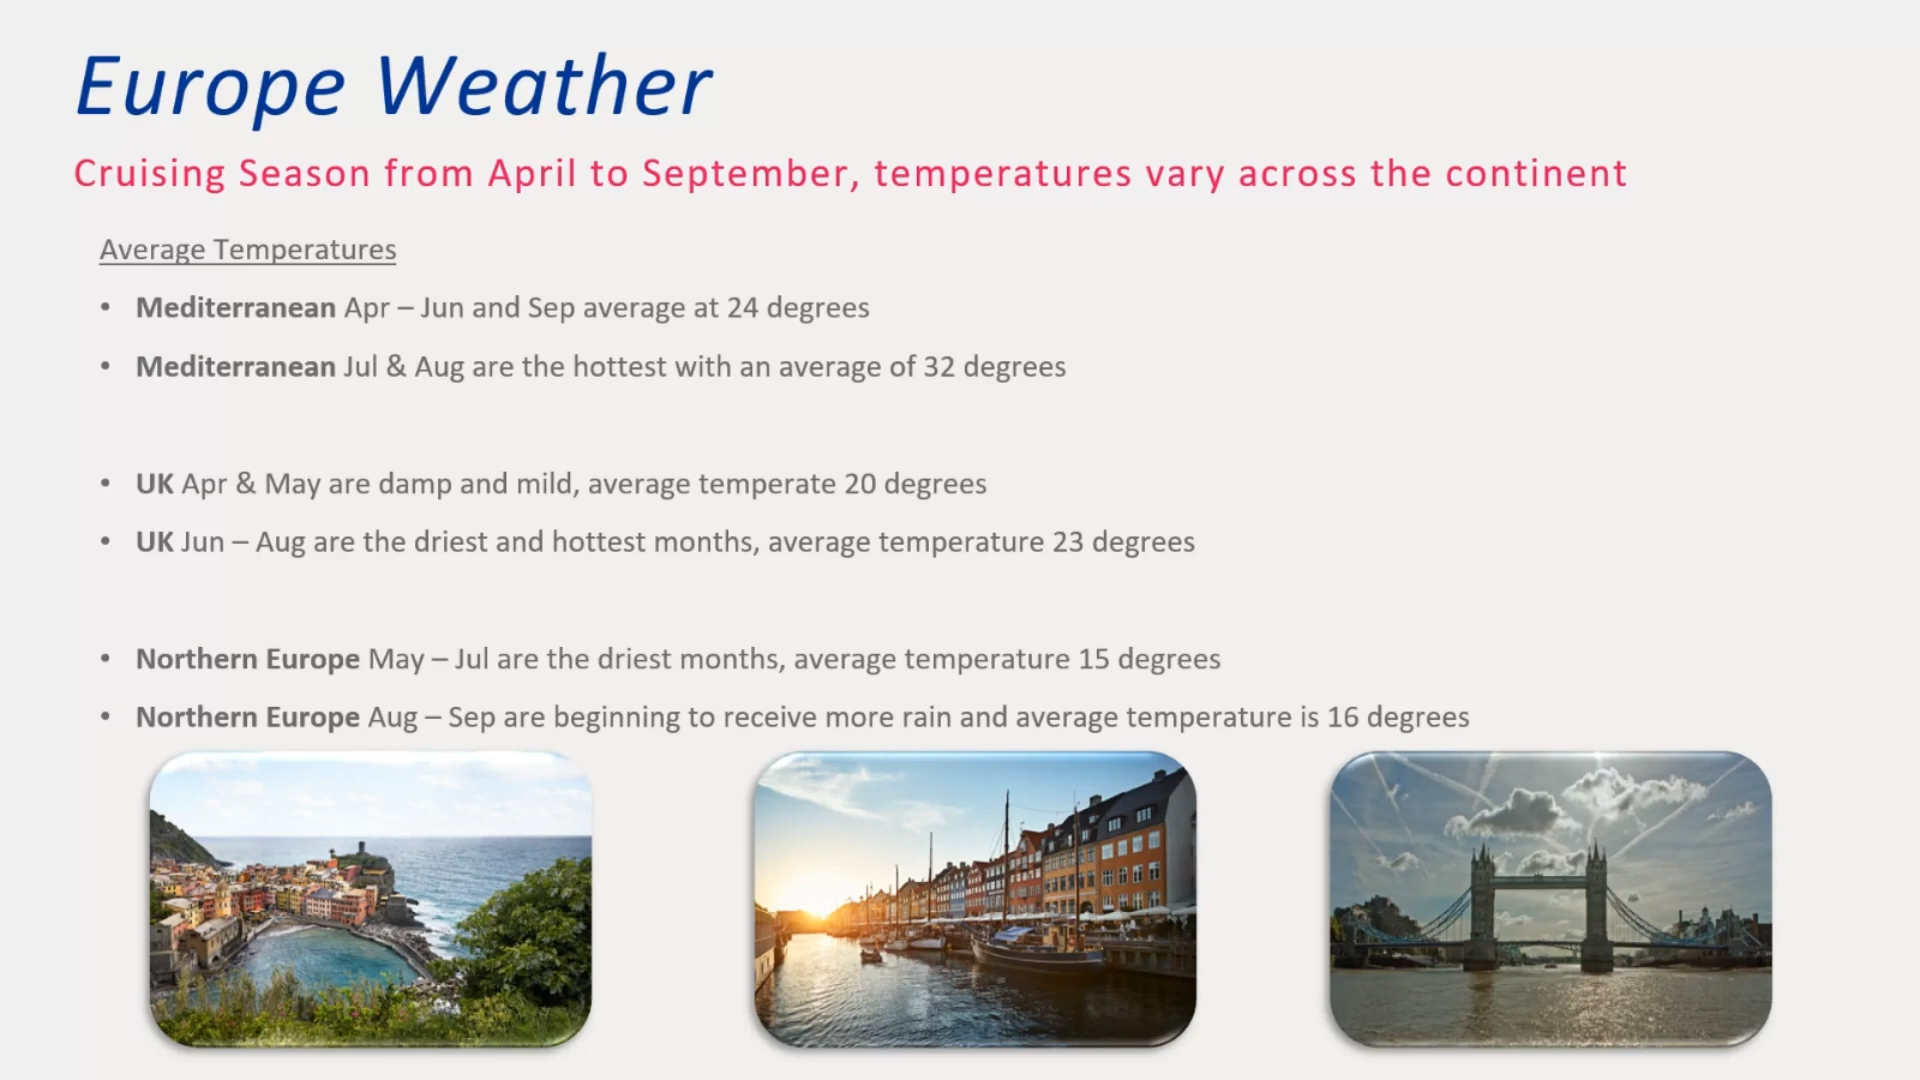 Europe Weather
Cruising Season from April to September, temperatures vary across the continent
Average Temperatures
• Mediterranean Apr – Jun and Sep average at 24 degrees
• Mediterranean Jul & Aug are the hottest with an average of 32 degrees
• UK Apr & May are damp and mild, average temperate 20 degrees
• UK Jun – Aug are the driest and hottest months, average temperature 23 degrees
• Northern Europe May – Jul are the driest months, average temperature 15 degrees
• Northern Europe Aug – Sep are beginning to receive more rain and average temperature is 16 degrees